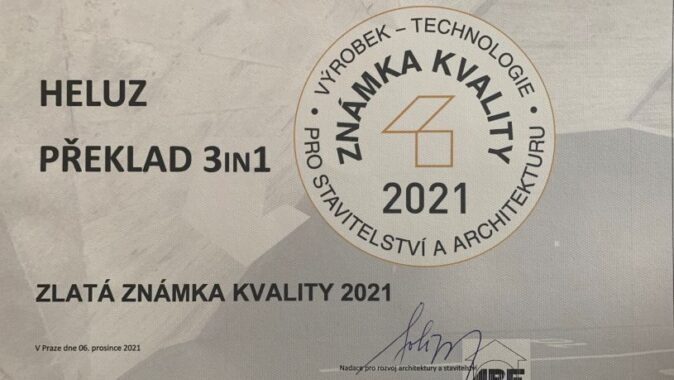 HELUZ
PŘEKLAD 3IN1
VÝROBEK – TECHNOLOGIE
• PRO STAVITELSTVÍ A ARCHITEKTURU •
ZNÁMKA KVALITY
2021
ZLATÁ ZNÁMKA KVALITY 2021
V Praze dne 06. prosince 2021
Nadace pro rozvoj architektury a stavitelství